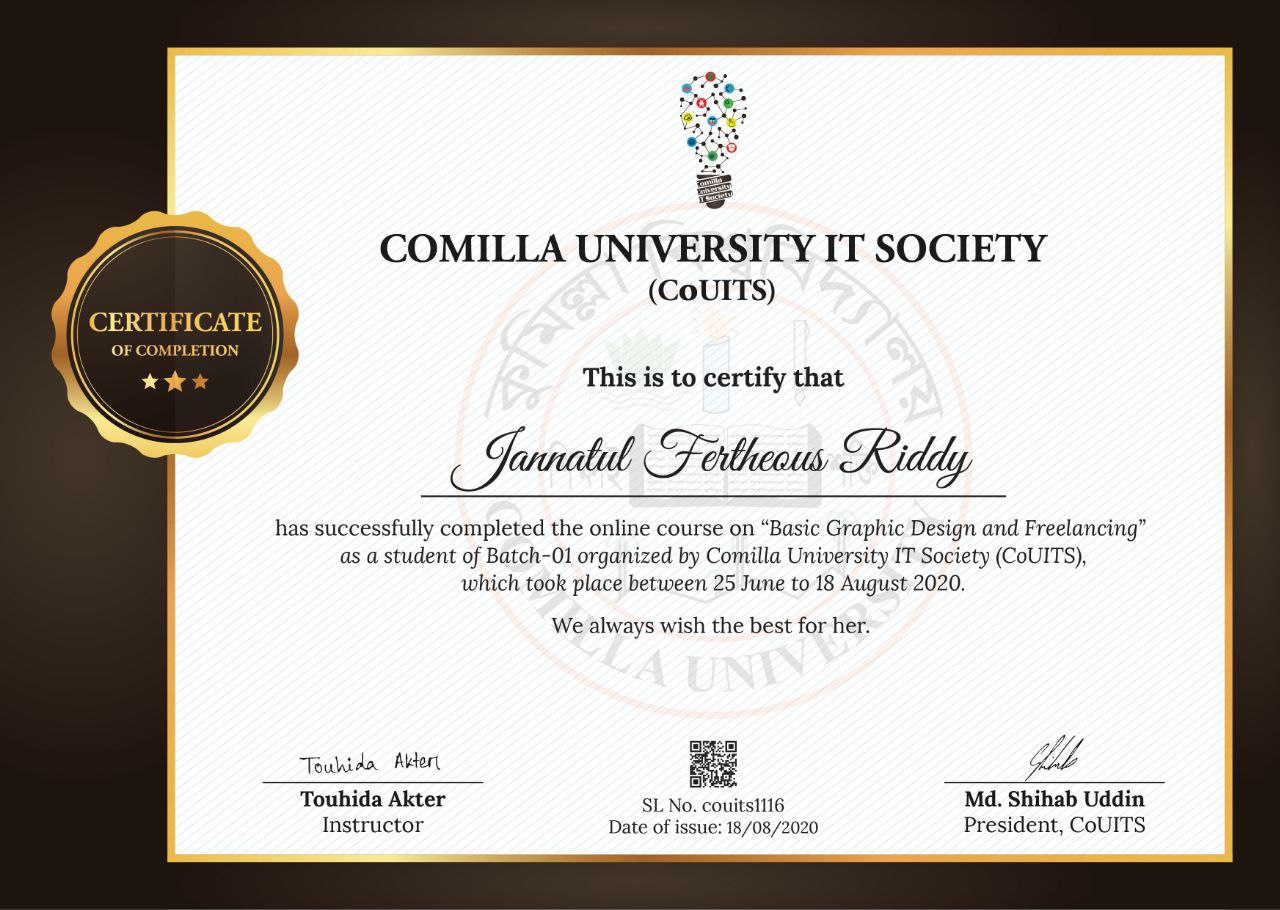 Comilla
University
IT Society
COMILLA UNIVERSITY IT SOCIETY
(CoUITS)
কুমিল্লা বিশ্ববিদ্যালয়
CERTIFICATE
OF COMPLETION
This is to certify that
Jannatul Fertheous Riddy
has successfully completed the online course on “Basic Graphic Design and Freelancing”
as a student of Batch-01 organized by Comilla University IT Society (CoUITS),
which took place between 25 June to 18 August 2020.
We always wish the best for her.
COMILLA UNIVERSITY
Touhida Akter
Touhida Akter
Instructor
SL No. couits1116
Date of issue: 18/08/2020
Md. Shihab Uddin
President, CoUITS